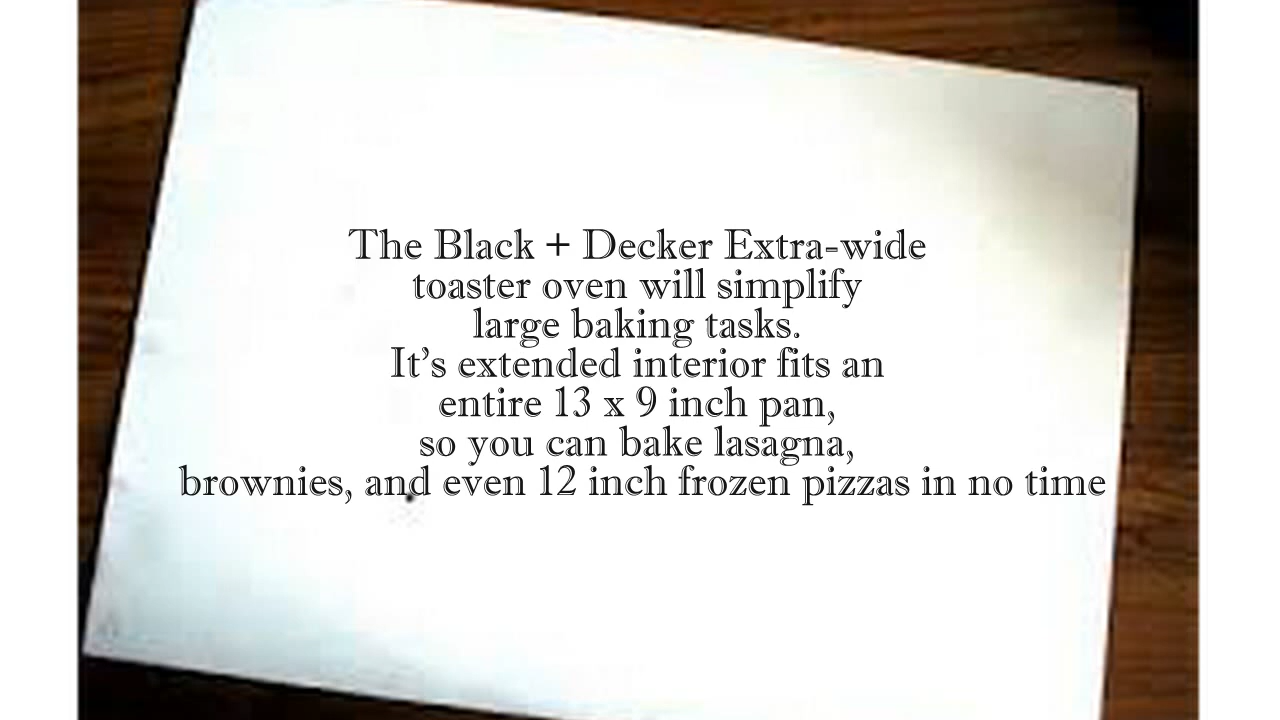 The Black + Decker Extra-wide
toaster oven will simplify
large baking tasks.
It’s extended interior fits an
entire 13 x 9 inch pan,
so you can bake lasagna,
brownies, and even 12 inch frozen pizzas in no time